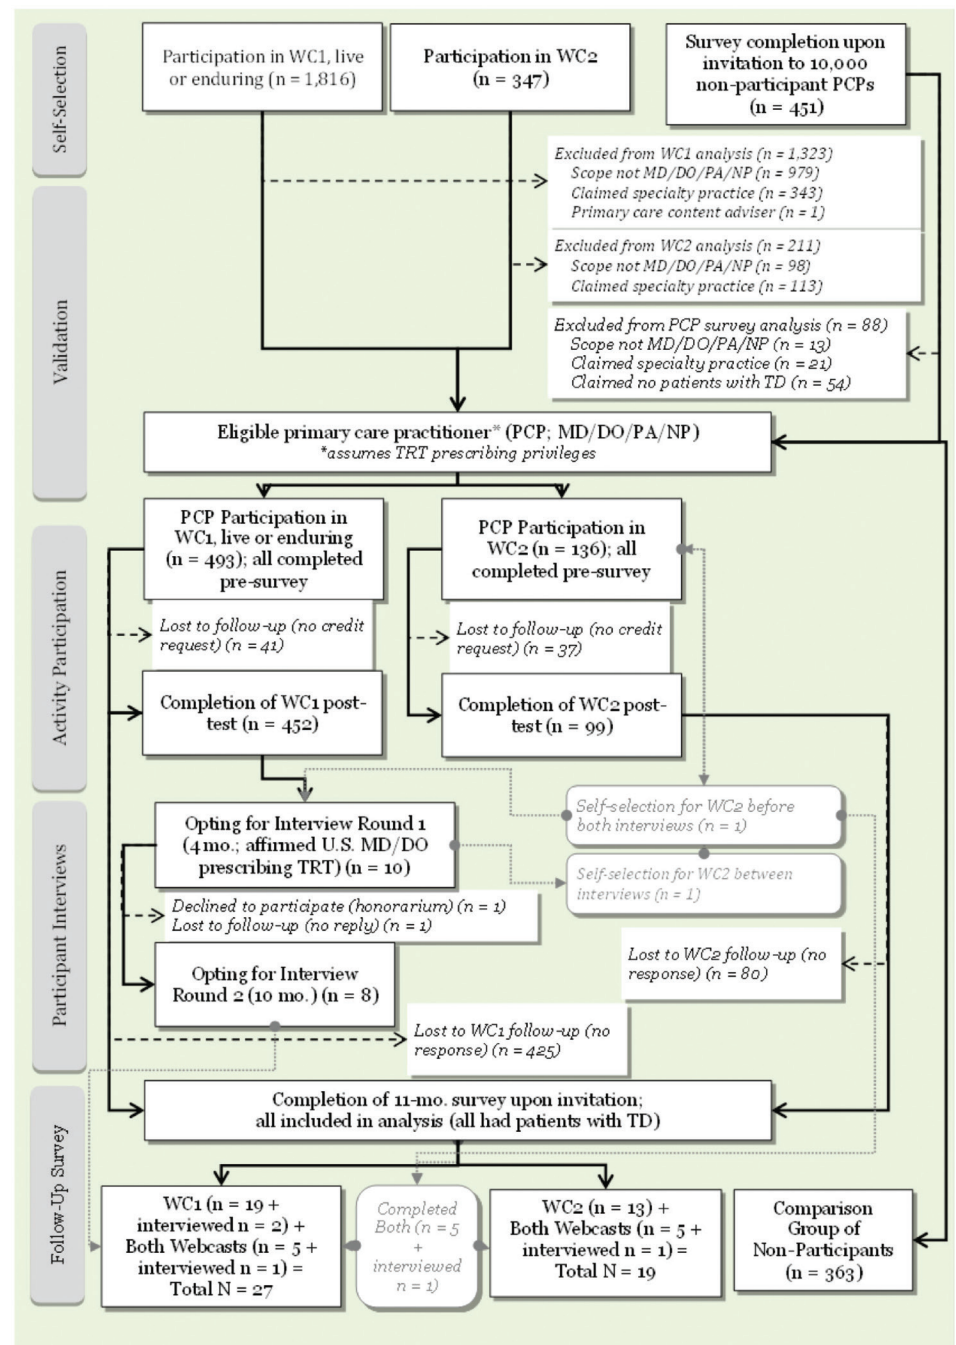 Self-Selection
Participation in WC1, live
or enduring (n = 1,816)
Participation in WC2
(n = 347)
Survey completion upon
invitation to 10,000
non-participant PCPs
(n = 451)
Excluded from WC1 analysis (n = 1,323)
Scope not MD/DO/PA/NP (n = 979)
Claimed specialty practice (n = 343)
Primary care content adviser (n = 1)
Excluded from WC2 analysis (n = 211)
Scope not MD/DO/PA/NP (n = 98)
Claimed specialty practice (n = 113)
Excluded from PCP survey analysis (n = 88)
Scope not MD/DO/PA/NP (n = 13)
Claimed specialty practice (n = 21)
Claimed no patients with TD (n = 54)
Validation
Eligible primary care practitioner* (PCP; MD/DO/PA/NP)
*assumes TRT prescribing privileges
Activity Participation
PCP Participation in
WC1, live or enduring
(n = 493); all completed
pre-survey
PCP Participation in
WC2 (n = 136); all
completed pre-survey
Lost to follow-up (no credit
request) (n = 41)
Lost to follow-up (no credit
request) (n = 37)
Completion of WC1 post-
test (n = 452)
Completion of WC2 post-
test (n = 99)
Participant Interviews
Opting for Interview Round 1
(4 mo.; affirmed U.S. MD/DO
prescribing TRT) (n = 10)
Self-selection for WC2 before
both interviews (n = 1)
Self-selection for WC2 between
interviews (n = 1)
Declined to participate (honorarium) (n = 1)
Lost to follow-up (no reply) (n = 1)
Opting for Interview
Round 2 (10 mo.) (n = 8)
Lost to WC2 follow-up (no
response) (n = 80)
Lost to WC1 follow-up (no
response) (n = 425)
Follow-Up Survey
Completion of 11-mo. survey upon invitation;
all included in analysis (all had patients with TD)
WC1 (n = 19 +
interviewed n = 2) +
Both Webcasts (n = 5 +
interviewed n = 1) =
Total N = 27
Completed
Both (n = 5
+
interviewed
n = 1)
WC2 (n = 13) +
Both Webcasts (n = 5 +
interviewed n = 1) =
Total N = 19
Comparison
Group of
Non-Participants
(n = 363)